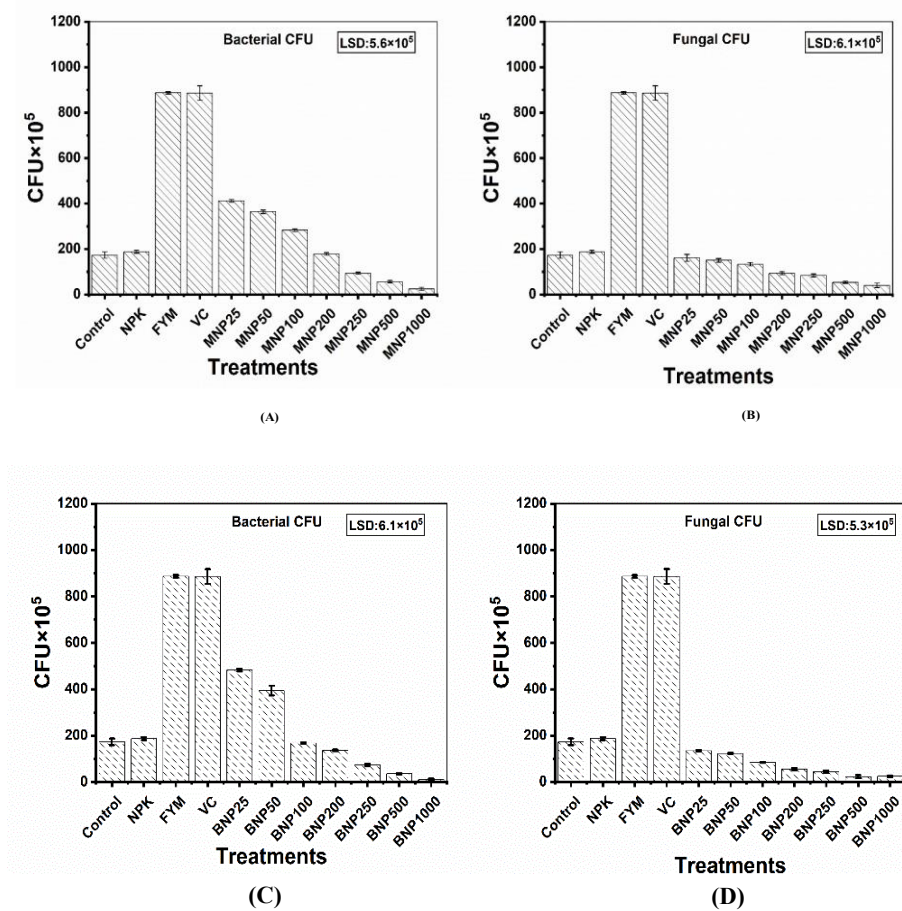 1200
1000
800
600
400
200
0
CFU×10⁵
Bacterial CFU
LSD:5.6×10⁵
Control NPK FYM VC MNP25 MNP50 MNP100 MNP200 MNP250 MNP500 MNP1000
Treatments
(A)
1200
1000
800
600
400
200
0
CFU×10⁵
Fungal CFU
LSD:6.1×10⁵
Control NPK FYM VC MNP25 MNP50 MNP100 MNP200 MNP250 MNP500 MNP1000
Treatments
(B)
1200
1000
800
600
400
200
0
CFU×10⁵
Bacterial CFU
LSD:6.1×10⁵
Control NPK FYM VC BNP25 BNP50 BNP100 BNP200 BNP250 BNP500 BNP1000
Treatments
(C)
1200
1000
800
600
400
200
0
CFU×10⁵
Fungal CFU
LSD:5.3×10⁵
Control NPK FYM VC BNP25 BNP50 BNP100 BNP200 BNP250 BNP500 BNP1000
Treatments
(D)